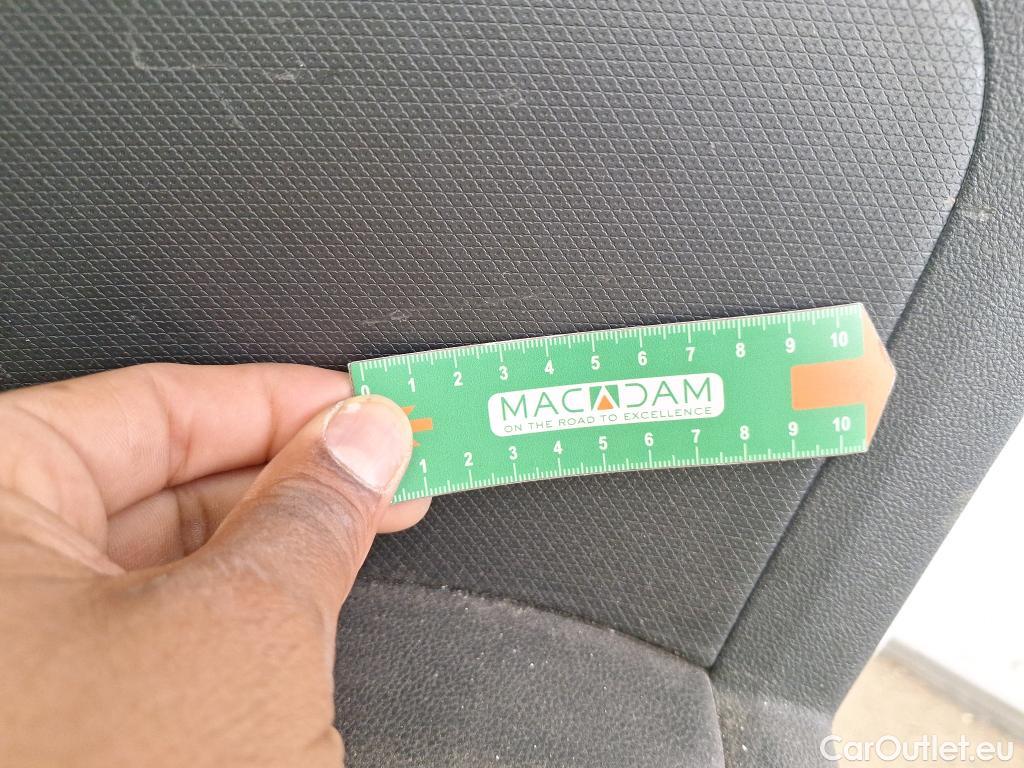 0 1 2 3 4 5 6 7 8 9 10
MACADAM
ON THE ROAD TO EXCELLENCE
1 2 3 4 5 6 7 8 9 10
CarOutlet.eu